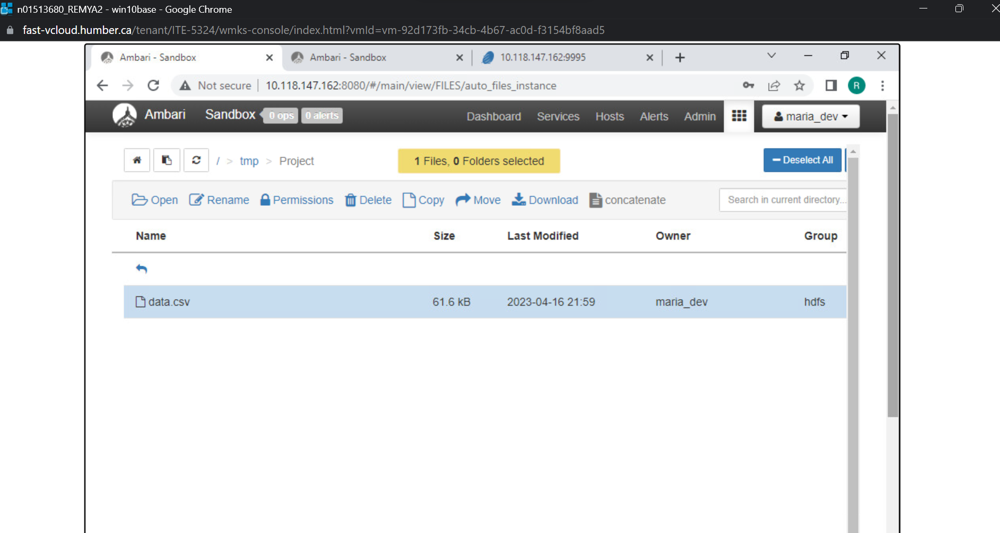 n01513680_REMYA2 - win10base - Google Chrome
fast-vcloud.humber.ca/tenant/ITE-5324/wmks-console/index.html?vmId=vm-92d173fb-34cb-4b67-ac0d-f3154bf8aad5
Ambari - Sandbox Ambari - Sandbox 10.118.147.162:9995
Not secure 10.118.147.162:8080/#/main/view/FILES/auto_files_instance R
Ambari Sandbox 0 ops 0 alerts Dashboard Services Hosts Alerts Admin maria_dev
/ > tmp > Project 1 Files, 0 Folders selected Deselect All
Open Rename Permissions Delete Copy Move Download concatenate Search in current directory...
Name Size Last Modified Owner Group
data.csv 61.6 kB 2023-04-16 21:59 maria_dev hdfs